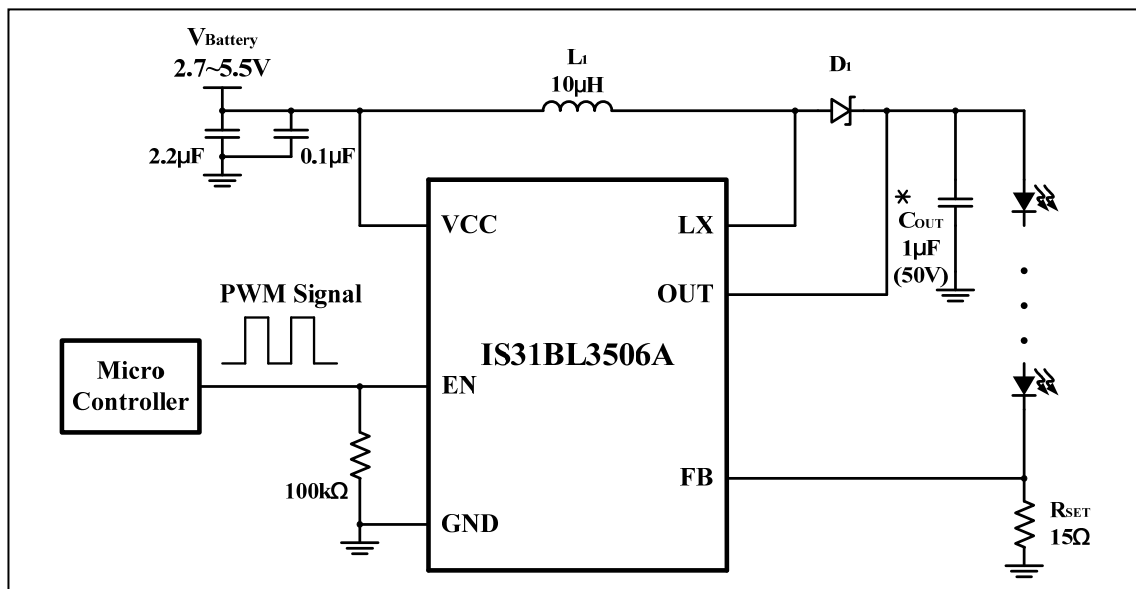 VBattery
2.7~5.5V
L1
10μH
D1
2.2μF
0.1μF
VCC
LX
*
COUT
1μF
(50V)
OUT
PWM Signal
IS31BL3506A
Micro
Controller
EN
100kΩ
GND
FB
RSET
15Ω